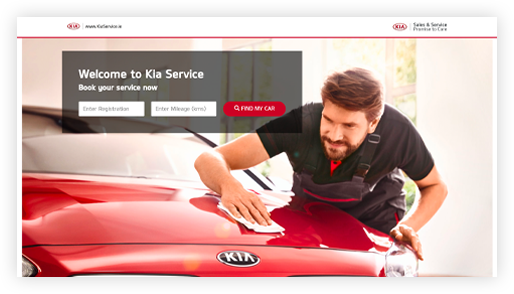 KIA | www.KiaService.ie
KIA | Sales & Service
Promise to Care
Welcome to Kia Service
Book your service now
Enter Registration
Enter Mileage (kms)
FIND MY CAR
KIA